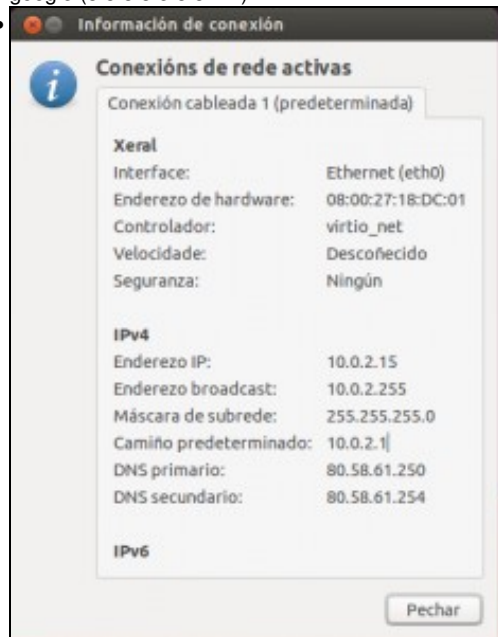 Información de conexión
Conexións de rede activas
Conexión cableada 1 (predeterminada)
Xeral
Interface: Ethernet (eth0)
Enderezo de hardware: 08:00:27:18:DC:01
Controlador: virtio_net
Velocidade: Descoñecido
Seguranza: Ningún
IPv4
Enderezo IP: 10.0.2.15
Enderezo broadcast: 10.0.2.255
Máscara de subrede: 255.255.255.0
Camiño predeterminado: 10.0.2.1
DNS primario: 80.58.61.250
DNS secundario: 80.58.61.254
IPv6
Pechar